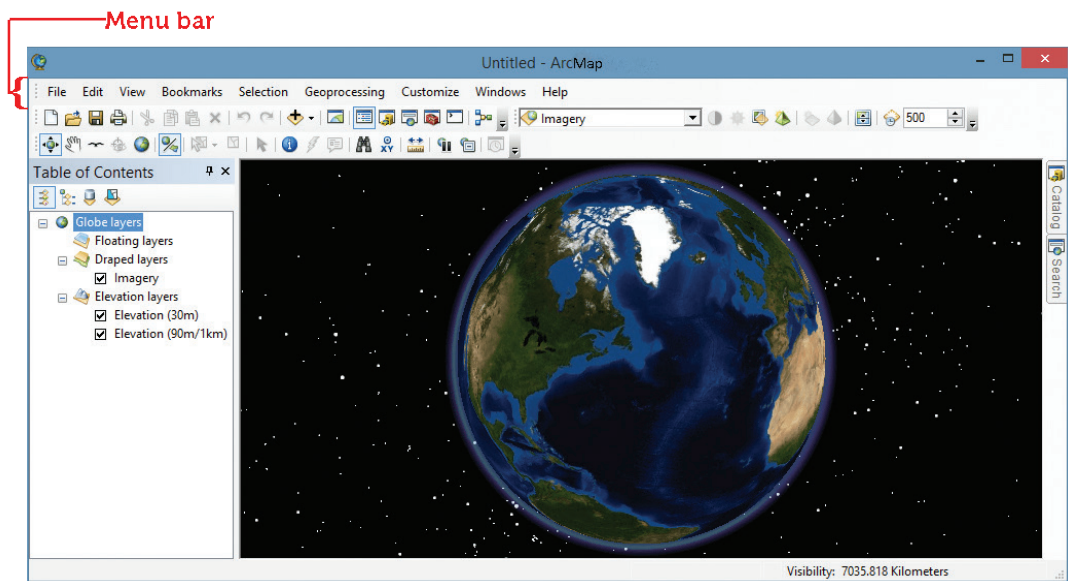 Menu bar
Untitled - ArcMap
File Edit View Bookmarks Selection Geoprocessing Customize Windows Help
Imagery 500
Table of Contents
Globe layers
Floating layers
Draped layers
Imagery
Elevation layers
Elevation (30m)
Elevation (90m/1km)
Catalog
Search
Visibility: 7035.818 Kilometers